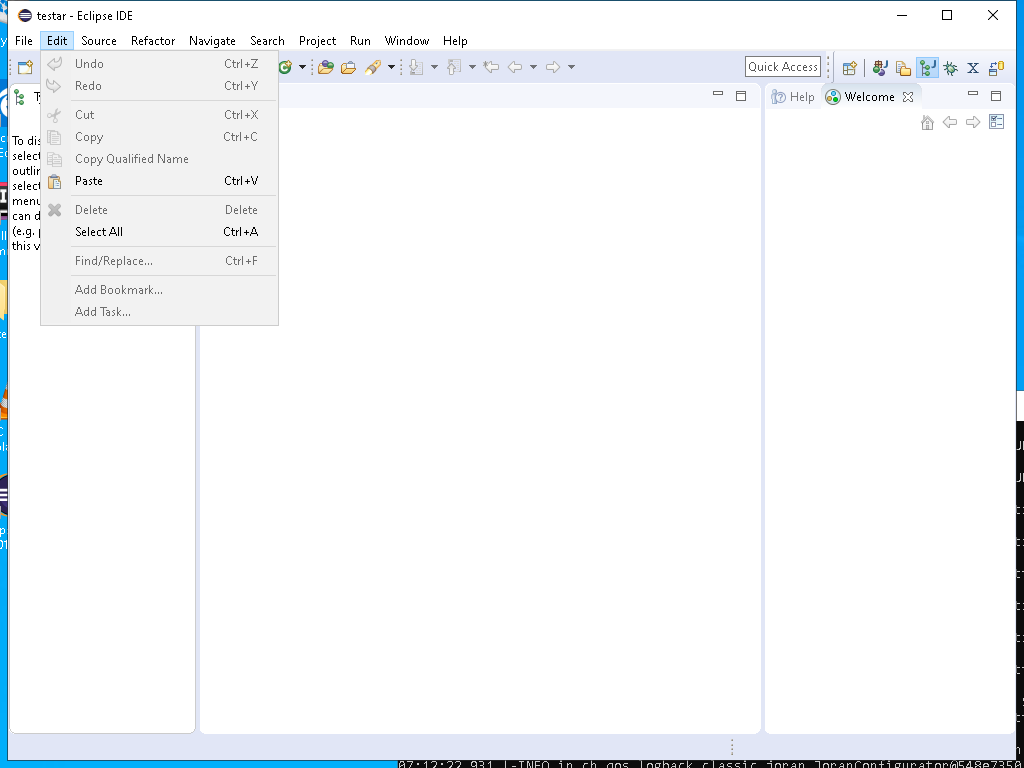 testar - Eclipse IDE
File Edit Source Refactor Navigate Search Project Run Window Help
Quick Access
Undo Ctrl+Z
Redo Ctrl+Y
Cut Ctrl+X
Copy Ctrl+C
Copy Qualified Name
Paste Ctrl+V
Delete Delete
Select All Ctrl+A
Find/Replace... Ctrl+F
Add Bookmark...
Add Task...
To dis
select
outlin
select
menu
can d
(e.g.
this v
Help Welcome
07:12:22,931 |-INFO in ch.qos.logback.classic.joran.JoranConfigurator@548e7350